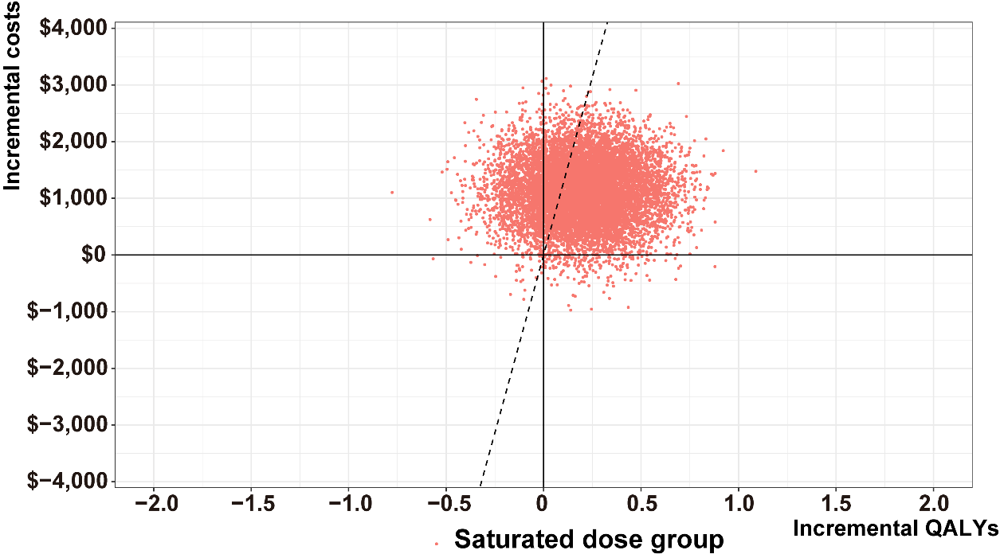 Incremental costs
$4,000
$3,000
$2,000
$1,000
$0
$−1,000
$−2,000
$−3,000
$−4,000
−2.0 −1.5 −1.0 −0.5 0 0.5 1.0 1.5 2.0
Incremental QALYs
Saturated dose group